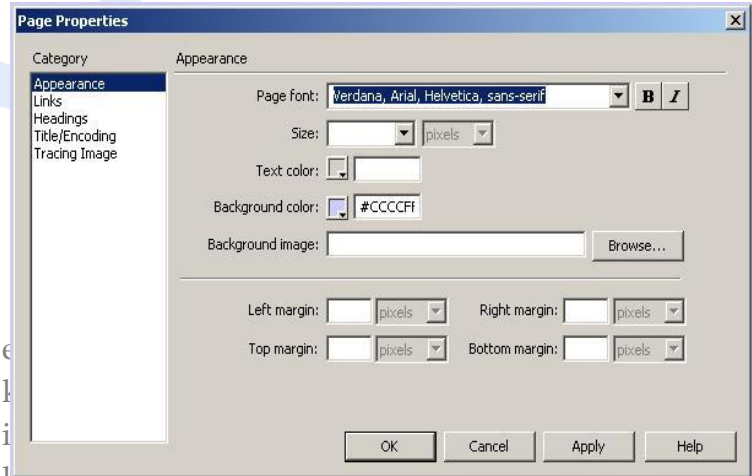 Page Properties
Category
Appearance
Appearance
Links
Headings
Title/Encoding
Tracing Image
Page font: Verdana, Arial, Helvetica, sans-serif B I
Size: pixels
Text color:
Background color: #CCCCFF
Background image: Browse...
Left margin: pixels Right margin: pixels
Top margin: pixels Bottom margin: pixels
OK Cancel Apply Help
e
k
i